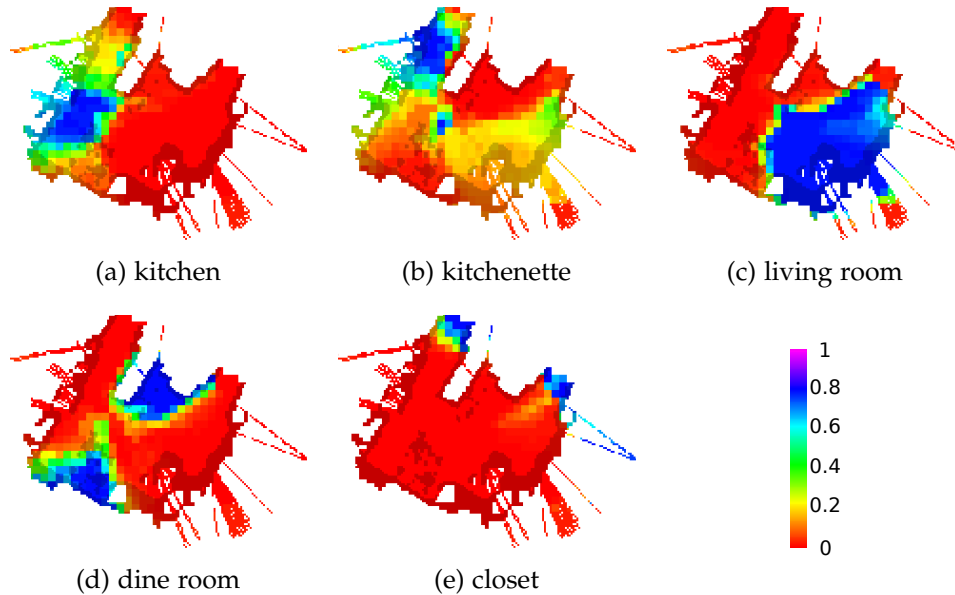 (a) kitchen
(b) kitchenette
(c) living room
(d) dine room
(e) closet
1
0.8
0.6
0.4
0.2
0